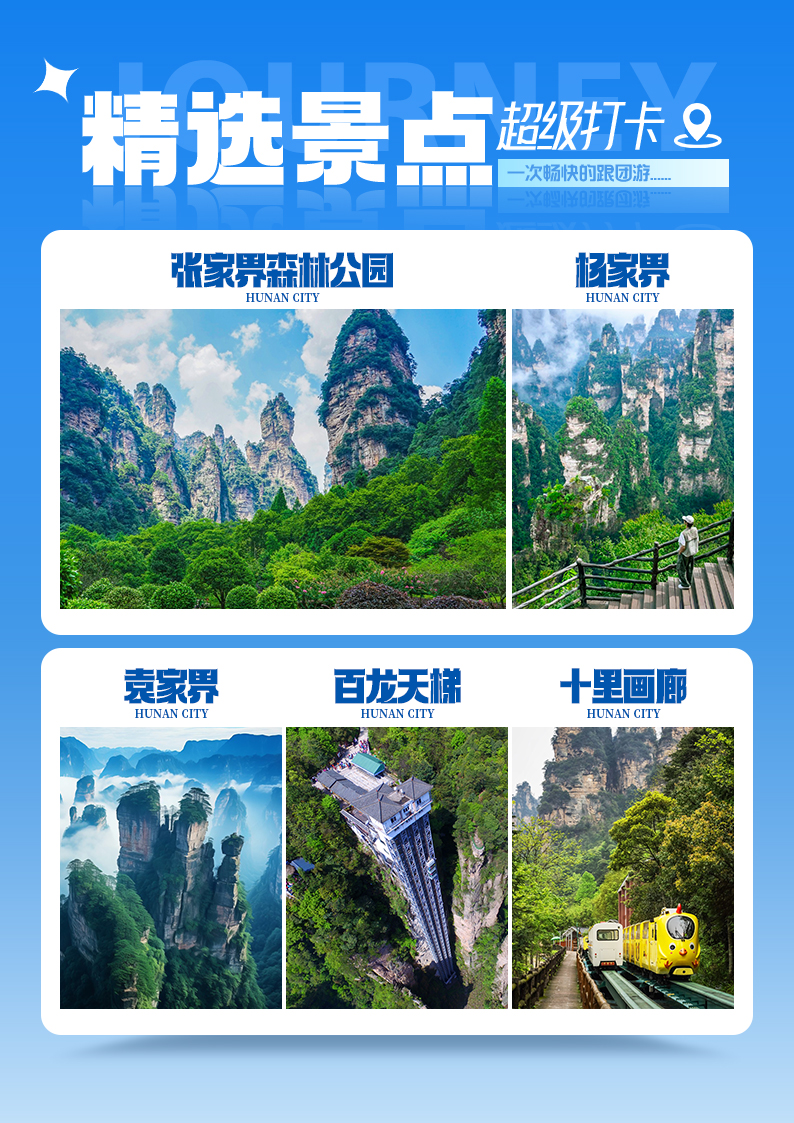 JOURNEY
精选景点
超级打卡
一次畅快的跟团游......
张家界森林公园
HUNAN CITY
杨家界
HUNAN CITY
袁家界
HUNAN CITY
百龙天梯
HUNAN CITY
十里画廊
HUNAN CITY